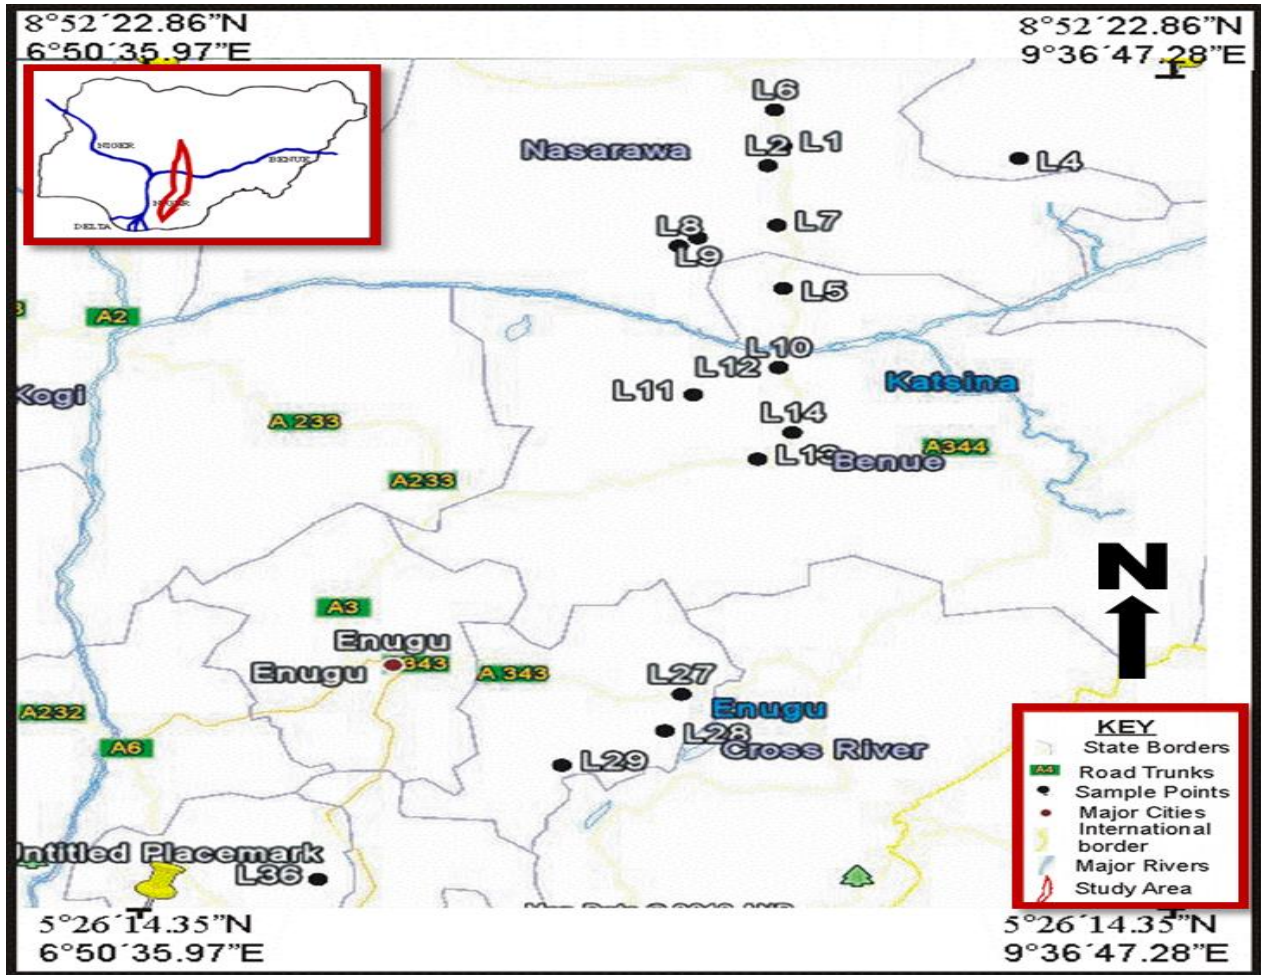 8°52´22.86”N
6°50´35.97”E
8°52´22.86”N
9°36´47.28”E
NIGER
BENUE
NIGER
DELTA
L6
Nasarawa
L2
L1
L4
L8
L7
L9
L5
A2
L10
L12
Kogi
L11
Katsina
A 233
L14
L13
Benue
A344
A233
N
A3
Enugu
Enugu
A 343
L27
A232
Enugu
L28
Cross River
A6
L29
Untitled Placemark
L36
KEY
State Borders
A4
Road Trunks
Sample Points
Major Cities
International
border
Major Rivers
Study Area
5°26´14.35”N
6°50´35.97”E
5°26´14.35”N
9°36´47.28”E